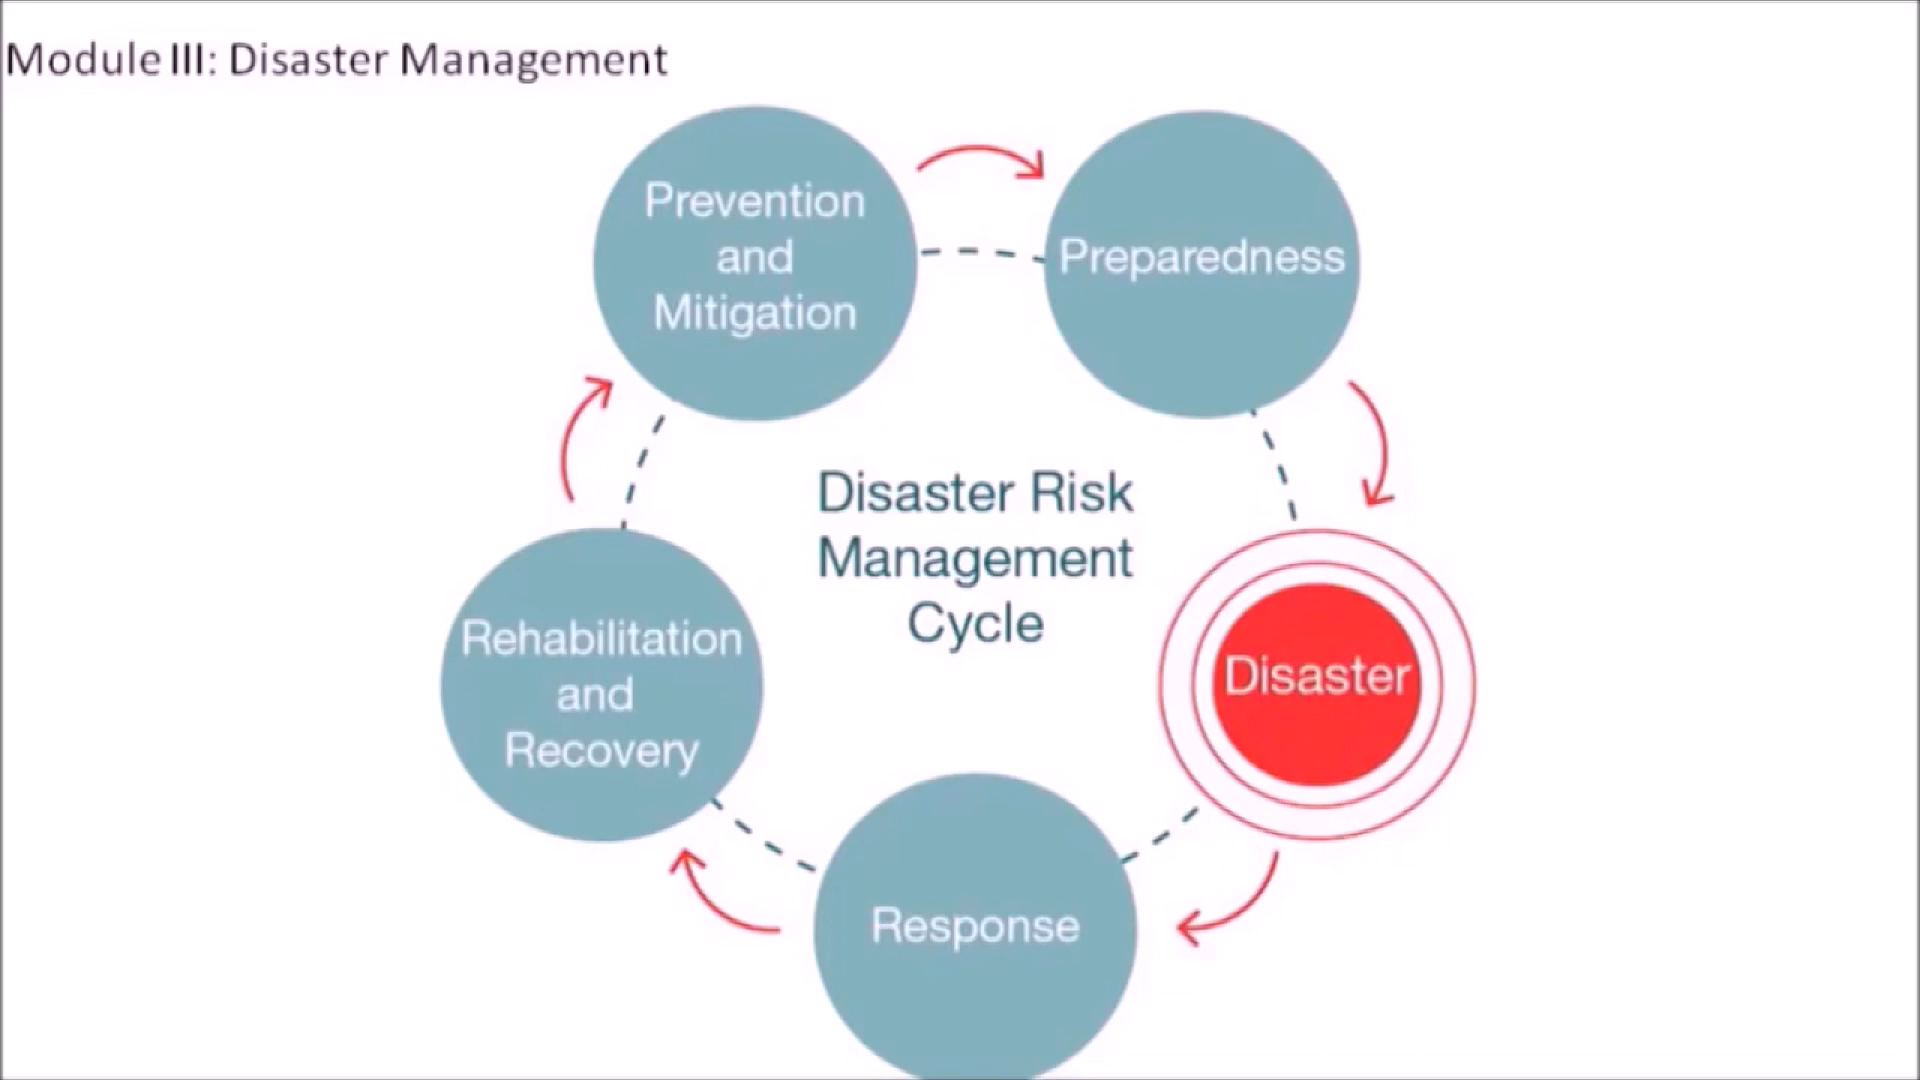 Module III: Disaster Management
Prevention
and
Mitigation
Preparedness
Disaster Risk
Management
Cycle
Disaster
Rehabilitation
and
Recovery
Response